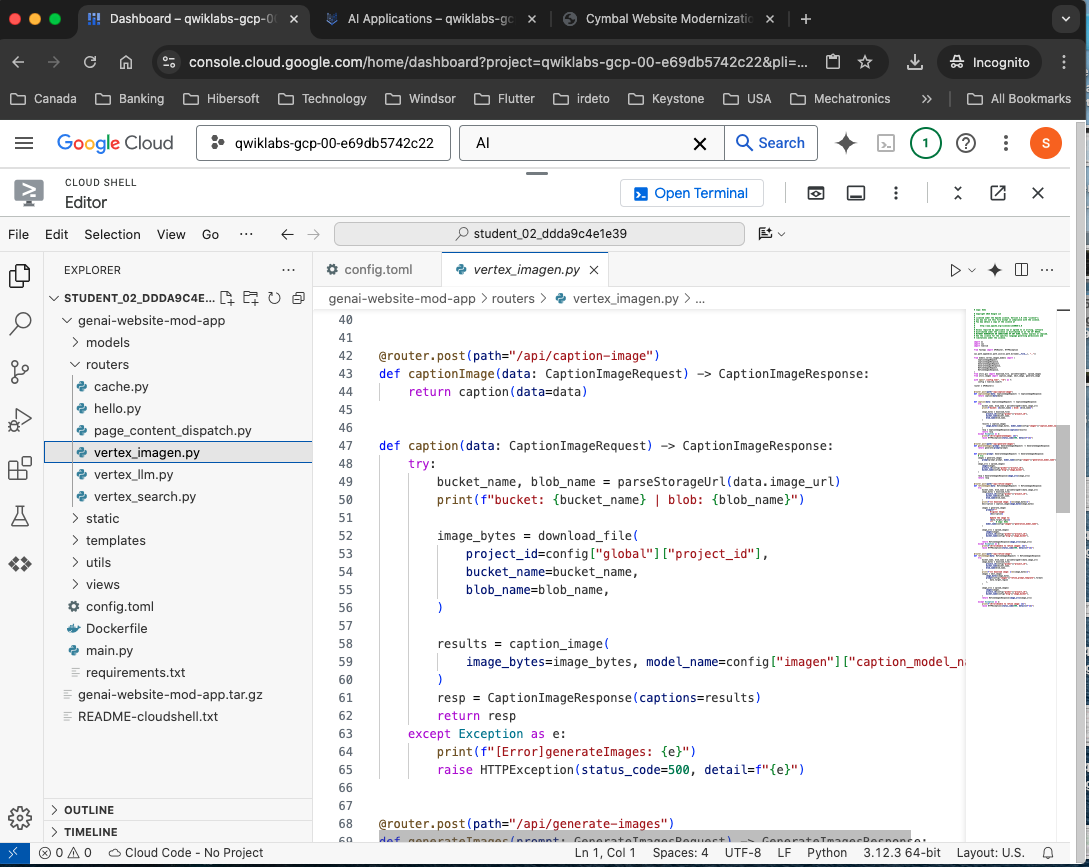 Dashboard – qwiklabs-gcp-0
AI Applications – qwiklabs-gc
Cymbal Website Modernizatio
console.cloud.google.com/home/dashboard?project=qwiklabs-gcp-00-e69db5742c22&pli=...
Incognito
Canada
Banking
Hibersoft
Technology
Windsor
Flutter
irdeto
Keystone
USA
Mechatronics
All Bookmarks
Google Cloud
qwiklabs-gcp-00-e69db5742c22
AI
Search
1
S
CLOUD SHELL
Editor
Open Terminal
File Edit Selection View Go ···
student_02_ddda9c4e1e39
EXPLORER
STUDENT_02_DDDA9C4E...
genai-website-mod-app
models
routers
cache.py
hello.py
page_content_dispatch.py
vertex_imagen.py
vertex_llm.py
vertex_search.py
static
templates
utils
views
config.toml
Dockerfile
main.py
requirements.txt
genai-website-mod-app.tar.gz
README-cloudshell.txt
OUTLINE
TIMELINE
config.toml
vertex_imagen.py
genai-website-mod-app > routers > vertex_imagen.py > ...
40
41
42 @router.post(path="/api/caption-image")
43 def captionImage(data: CaptionImageRequest) -> CaptionImageResponse:
44     return caption(data=data)
45
46
47 def caption(data: CaptionImageRequest) -> CaptionImageResponse:
48     try:
49         bucket_name, blob_name = parseStorageUrl(data.image_url)
50         print(f"bucket: {bucket_name} | blob: {blob_name}")
51
52         image_bytes = download_file(
53             project_id=config["global"]["project_id"],
54             bucket_name=bucket_name,
55             blob_name=blob_name,
56         )
57
58         results = caption_image(
59             image_bytes=image_bytes, model_name=config["imagen"]["caption_model_na
60         )
61         resp = CaptionImageResponse(captions=results)
62         return resp
63     except Exception as e:
64         print(f"[Error]generateImages: {e}")
65         raise HTTPException(status_code=500, detail=f"{e}")
66
67
68 @router.post(path="/api/generate-images")
69 def generateImages(prompt: GenerateImagesRequest) -> GenerateImagesResponse:
0 0 Cloud Code - No Project
Ln 1, Col 1
Spaces: 4
UTF-8
LF
Python
3.12.3 64-bit
Layout: U.S.